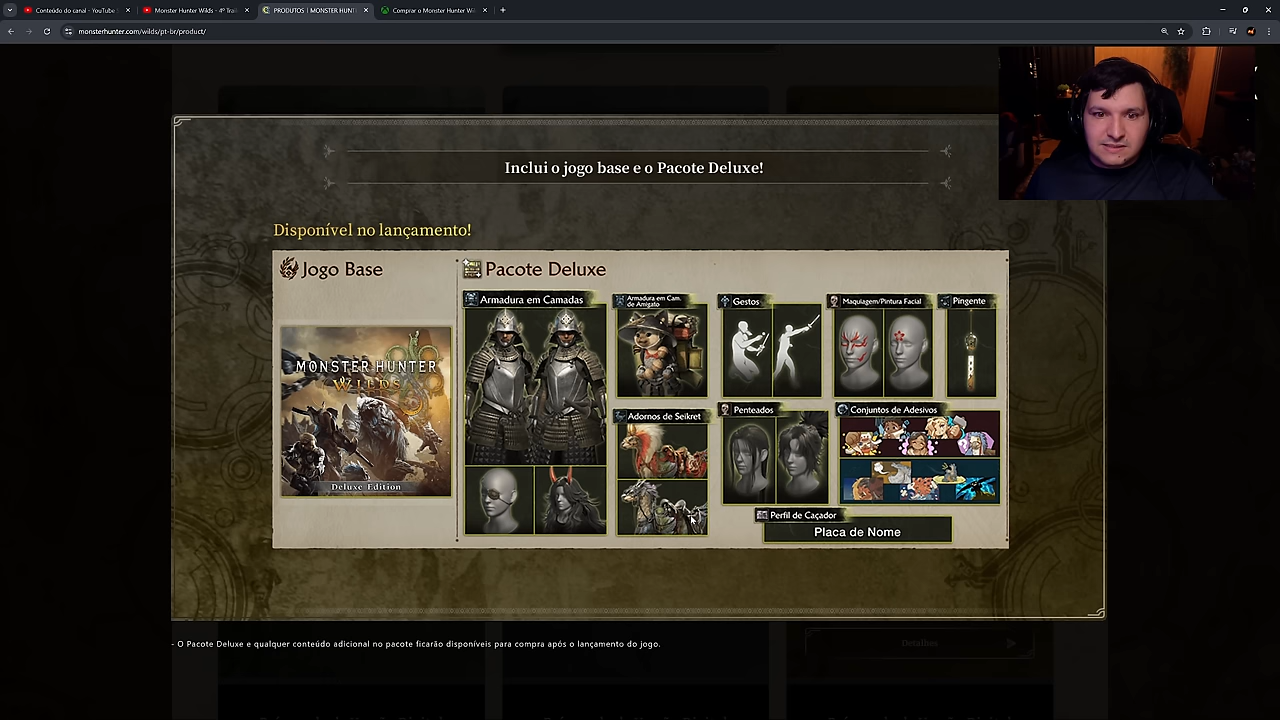 Conteúdo do canal - YouTube S
Monster Hunter Wilds - 4º Trail
PRODUTOS | MONSTER HUNT
Comprar o Monster Hunter Wi
monsterhunter.com/wilds/pt-br/product/
Inclui o jogo base e o Pacote Deluxe!
Disponível no lançamento!
Jogo Base
Pacote Deluxe
Armadura em Camadas
Armadura em Cam.
de Amigato
Gestos
Maquiagem/Pintura Facial
Pingente
MONSTER HUNTER
WILDS
Deluxe Edition
Adornos de Seikret
Penteados
Conjuntos de Adesivos
Perfil de Caçador
Placa de Nome
- O Pacote Deluxe e qualquer conteúdo adicional no pacote ficarão disponíveis para compra após o lançamento do jogo.
Detalhes